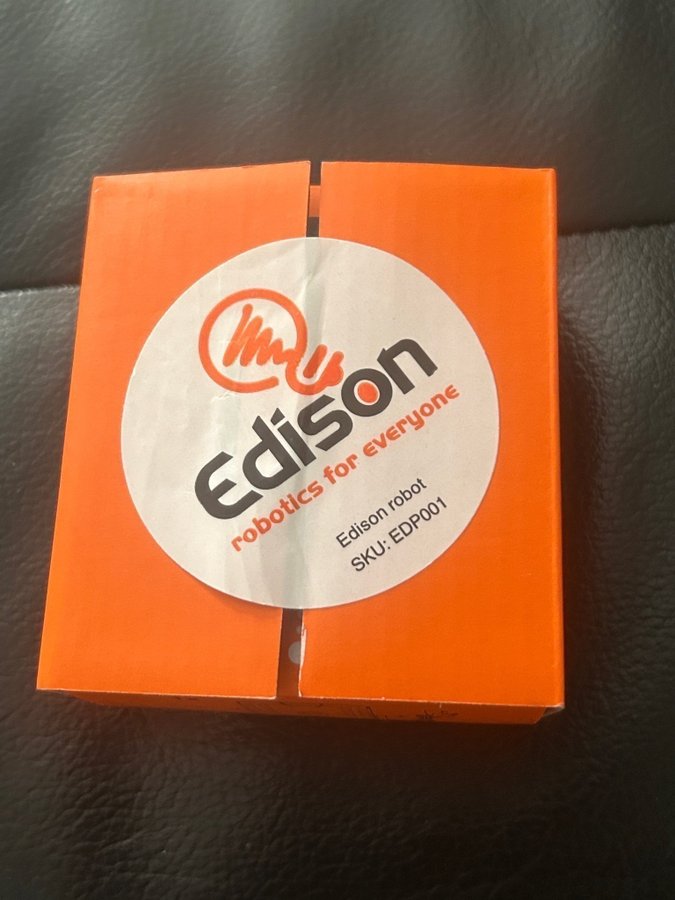 Edison
robotics for everyone
Edison robot
SKU: EDP001